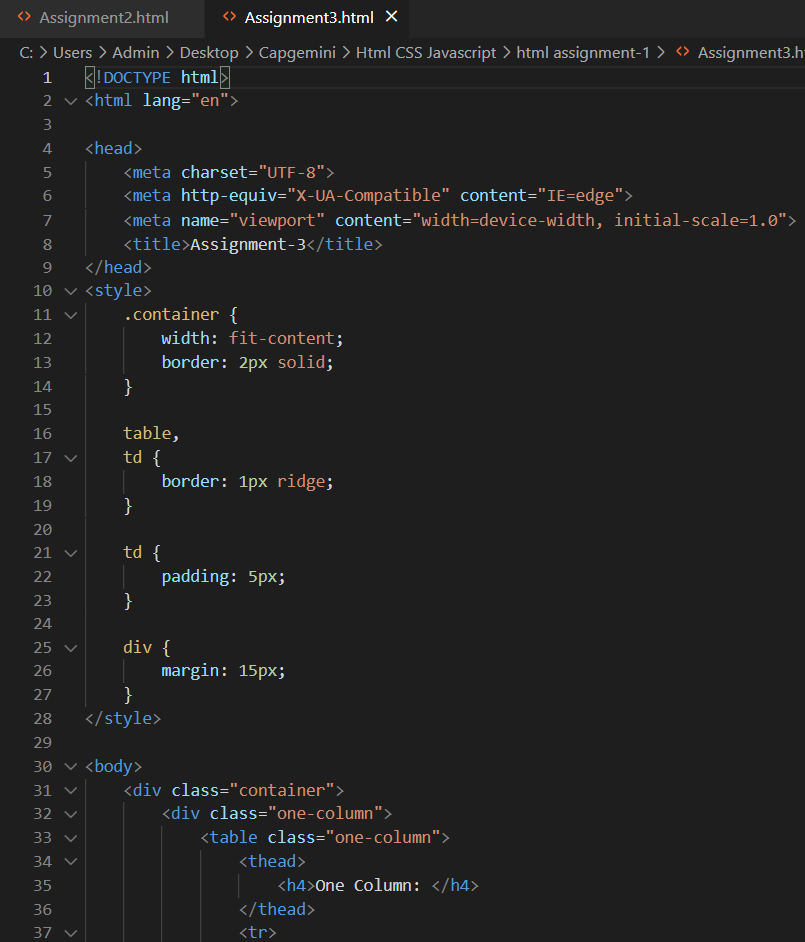 Assignment2.html Assignment3.html
C: > Users > Admin > Desktop > Capgemini > Html CSS Javascript > html assignment-1 > <> Assignment3.h
1 <!DOCTYPE html>
2 <html lang="en">
3
4 <head>
5 <meta charset="UTF-8">
6 <meta http-equiv="X-UA-Compatible" content="IE=edge">
7 <meta name="viewport" content="width=device-width, initial-scale=1.0">
8 <title>Assignment-3</title>
9 </head>
10 <style>
11 .container {
12 width: fit-content;
13 border: 2px solid;
14 }
15
16 table,
17 td {
18 border: 1px ridge;
19 }
20
21 td {
22 padding: 5px;
23 }
24
25 div {
26 margin: 15px;
27 }
28 </style>
29
30 <body>
31 <div class="container">
32 <div class="one-column">
33 <table class="one-column">
34 <thead>
35 <h4>One Column: </h4>
36 </thead>
37 <tr>